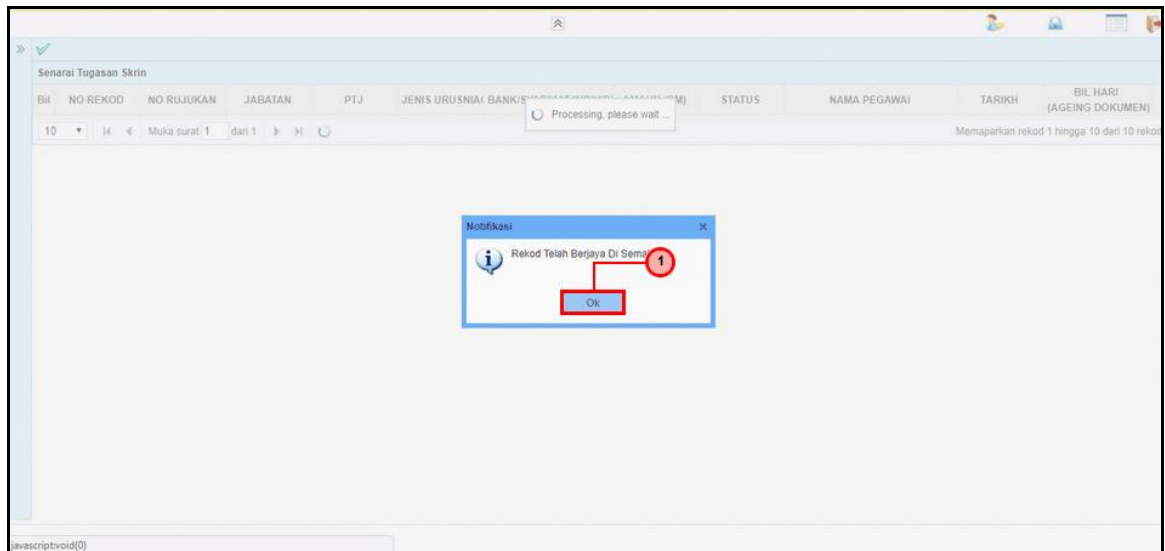 Senarai Tugasan Skrin
Bil NO REKOD NO RUJUKAN JABATAN PTJ JENIS URUSNIA( BANK/ STATUS NAMA PEGAWAI TARIKH BIL. HARI (AGEING DOKUMEN)
Processing, please wait ...
10 Muka surat 1 dari 1 Memaparkan rekod 1 hingga 10 dari 10 rekod
Notifikasi
Rekod Telah Berjaya Di
1
Ok
javascript:void(0)